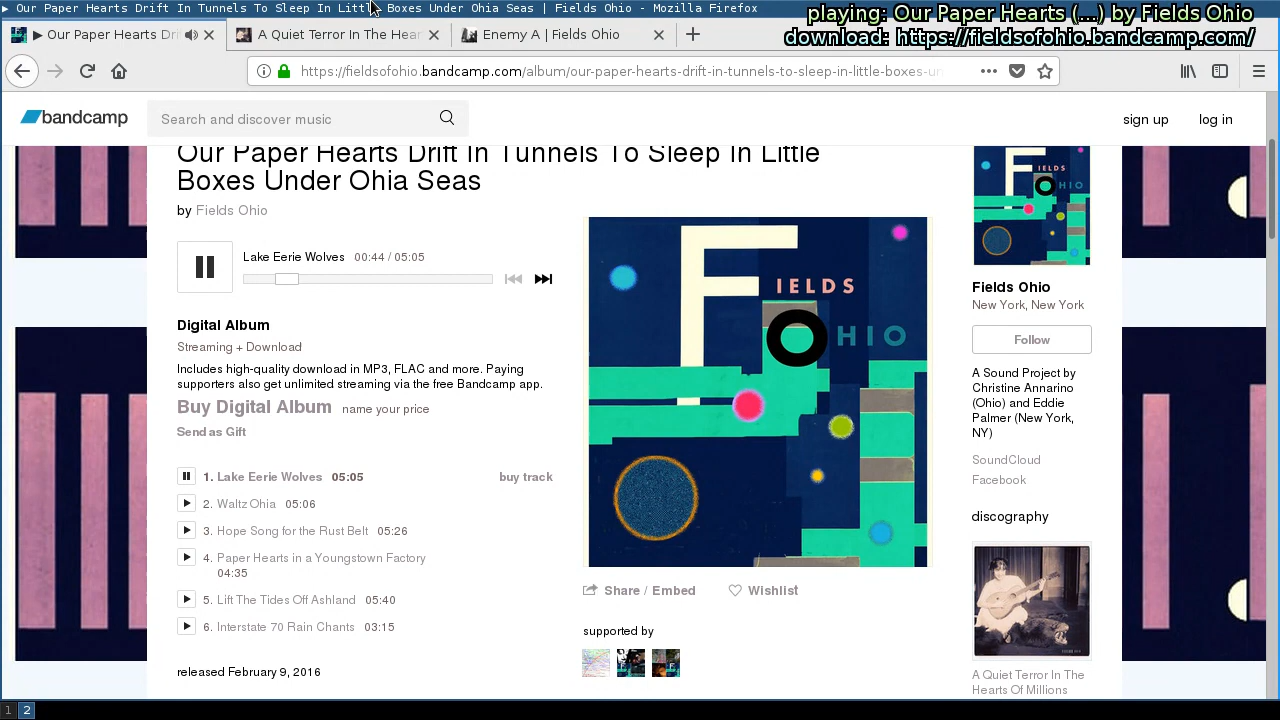 ▶ Our Paper Hearts Drift In Tunnels To Sleep In Little Boxes Under Ohia Seas | Fields Ohio - Mozilla Firefox
playing: Our Paper Hearts (...) by Fields Ohio
download: https://fieldsofohio.bandcamp.com/
▶ Our Paper Hearts Dri
A Quiet Terror In The Hear
Enemy A | Fields Ohio
https://fieldsofohio.bandcamp.com/album/our-paper-hearts-drift-in-tunnels-to-sleep-in-little-boxes-un
bandcamp
Search and discover music
sign up
log in
Our Paper Hearts Drift In Tunnels To Sleep In Little
Boxes Under Ohia Seas
by Fields Ohio
Lake Eerie Wolves 00:44 / 05:05
Digital Album
Streaming + Download
Includes high-quality download in MP3, FLAC and more. Paying
supporters also get unlimited streaming via the free Bandcamp app.
Buy Digital Album name your price
Send as Gift
1. Lake Eerie Wolves 05:05 buy track
2. Waltz Ohia 05:06
3. Hope Song for the Rust Belt 05:26
4. Paper Hearts in a Youngstown Factory
04:35
5. Lift The Tides Off Ashland 05:40
6. Interstate 70 Rain Chants 03:15
released February 9, 2016
FIELDS
OHIO
Share / Embed
Wishlist
supported by
FIELDS
OHIO
Fields Ohio
New York, New York
Follow
A Sound Project by
Christine Annarino
(Ohio) and Eddie
Palmer (New York,
NY)
SoundCloud
Facebook
discography
A Quiet Terror In The
Hearts Of Millions
1 2